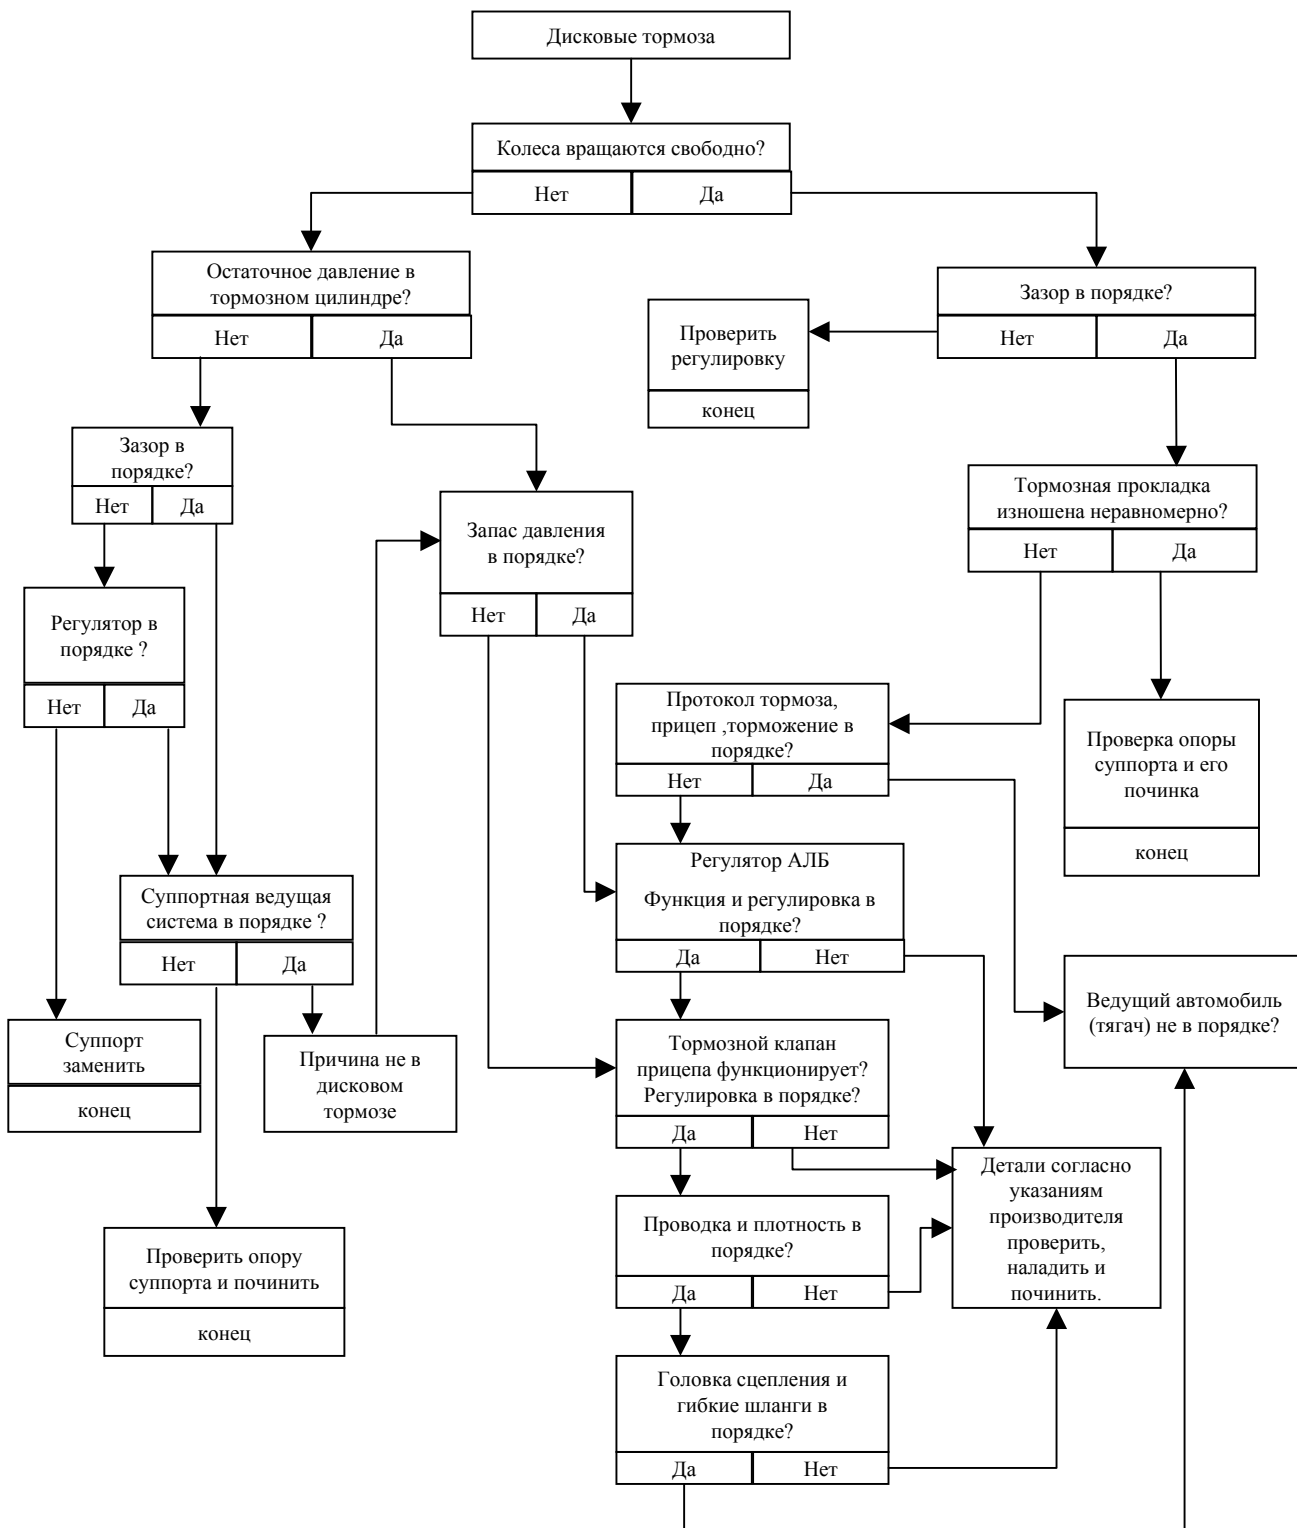 Дисковые тормоза
Колеса вращаются свободно?
Нет
Да
Остаточное давление в
тормозном цилиндре?
Нет
Да
Зазор в порядке?
Нет
Да
Проверить
регулировку
конец
Зазор в
порядке?
Нет
Да
Тормозная прокладка
изношена неравномерно?
Нет
Да
Запас давления
в порядке?
Нет
Да
Регулятор в
порядке ?
Нет
Да
Протокол тормоза,
прицеп ,торможение в
порядке?
Нет
Да
Проверка опоры
суппорта и его
починка
конец
Регулятор АЛБ
Функция и регулировка в
порядке?
Да
Нет
Суппортная ведущая
система в порядке ?
Нет
Да
Ведущий автомобиль
(тягач) не в порядке?
Суппорт
заменить
конец
Причина не в
дисковом
тормозе
Тормозной клапан
прицепа функционирует?
Регулировка в порядке?
Да
Нет
Детали согласно
указаниям
производителя
проверить,
наладить и
починить.
Проводка и плотность в
порядке?
Да
Нет
Проверить опору
суппорта и починить
конец
Головка сцепления и
гибкие шланги в
порядке?
Да
Нет